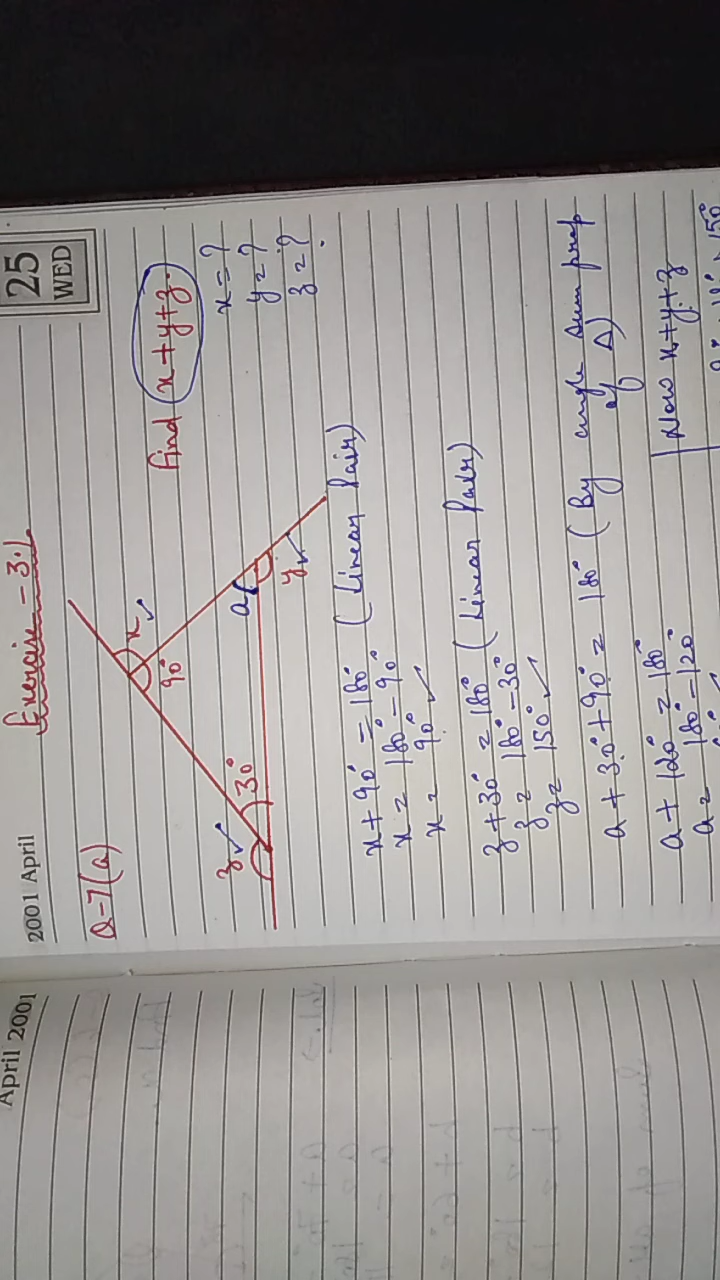 April 2001
2001 April
25
WED
Exercise - 3.1
Q-7(a)
Find x+y+z.
x = ?
y = ?
z = ?
z
30°
90°
x
a
y
x + 90° = 180° (Linear Pair)
x = 180° - 90°
x = 90° ✓
z + 30° = 180° (Linear Pair)
z = 180° - 30°
z = 150° ✓
a + 30° + 90° = 180° (By angle sum prop
of Δ)
a + 120° = 180°
a = 180° - 120°
Now x+y+z